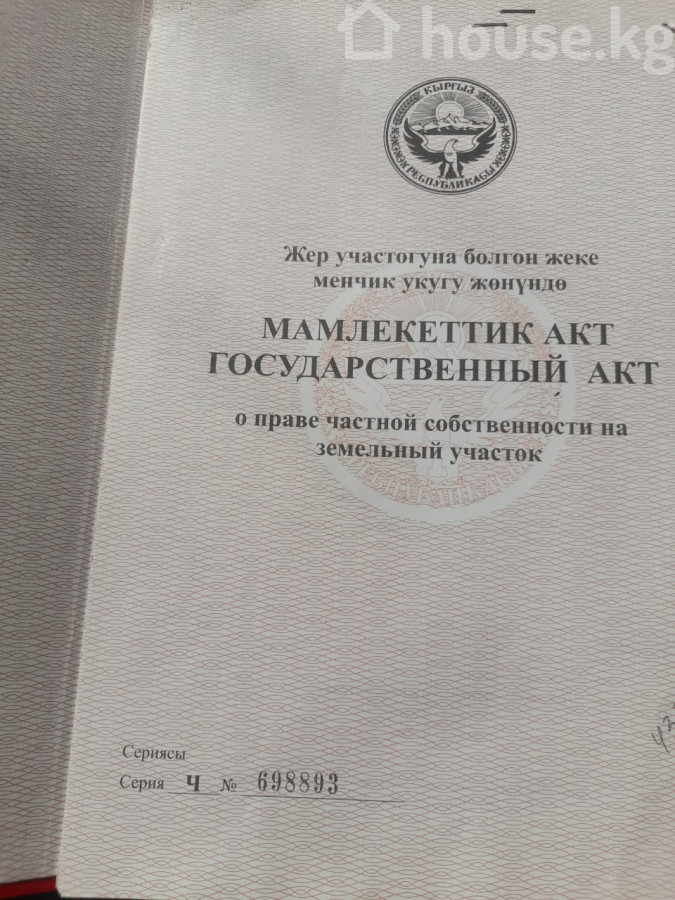 house.kg
КЫРГЫЗ
РЕСПУБЛИКАСЫ
Жер участогуна болгон жеке
менчик укугу жөнүндө
МАМЛЕКЕТТИК АКТ
ГОСУДАРСТВЕННЫЙ АКТ
о праве частной собственности на
земельный участок
Сериясы
Серия Ч № 698893